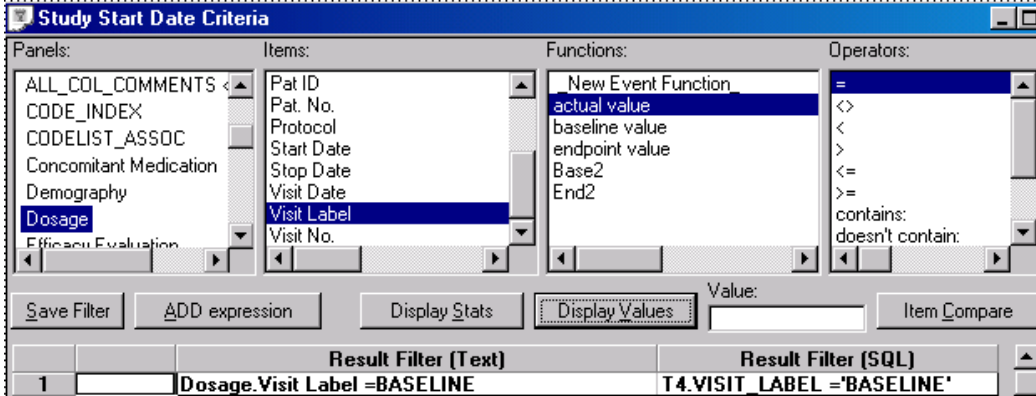 Study Start Date Criteria
Panels: Items: Functions: Operators:
ALL_COL_COMMENTS <
CODE_INDEX
CODELIST_ASSOC
Concomitant Medication
Demography
Dosage
Efficacy Evaluation
Pat ID
Pat. No.
Protocol
Start Date
Stop Date
Visit Date
Visit Label
Visit No.
_New Event Function_
actual value
baseline value
endpoint value
Base2
End2
=
<>
<
>
<=
>=
contains:
doesn't contain:
Value:
Save Filter ADD expression Display Stats Display Values Item Compare
Result Filter (Text) Result Filter (SQL)
1 Dosage.Visit Label =BASELINE T4.VISIT_LABEL ='BASELINE'